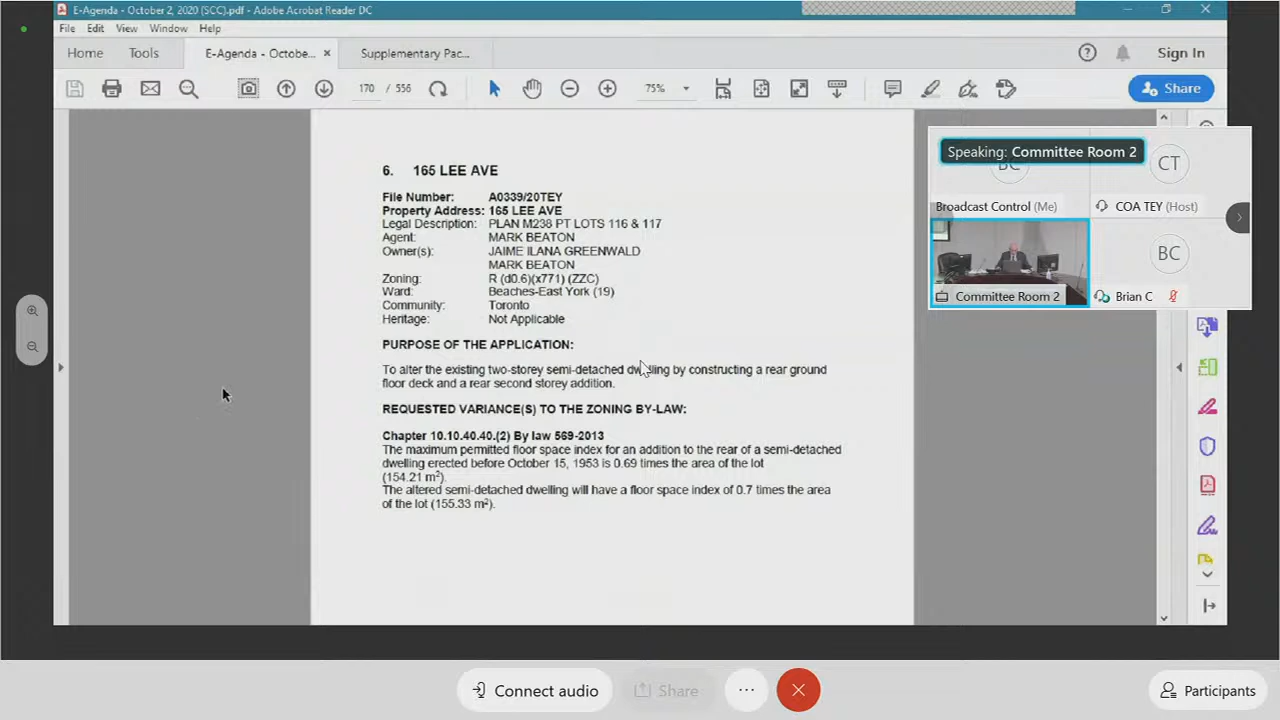 E-Agenda - October 2, 2020 (SCC).pdf - Adobe Acrobat Reader DC
File Edit View Window Help
Home Tools E-Agenda - Octobe... × Supplementary Pac... Sign In
170 / 556 75% Share
6. 165 LEE AVE
File Number: A0339/20TEY
Property Address: 165 LEE AVE
Legal Description: PLAN M238 PT LOTS 116 & 117
Agent: MARK BEATON
Owner(s): JAIME ILANA GREENWALD
MARK BEATON
Zoning: R (d0.6)(x771) (ZZC)
Ward: Beaches-East York (19)
Community: Toronto
Heritage: Not Applicable
PURPOSE OF THE APPLICATION:
To alter the existing two-storey semi-detached dwelling by constructing a rear ground
floor deck and a rear second storey addition.
REQUESTED VARIANCE(S) TO THE ZONING BY-LAW:
Chapter 10.10.40.40.(2) By law 569-2013
The maximum permitted floor space index for an addition to the rear of a semi-detached
dwelling erected before October 15, 1953 is 0.69 times the area of the lot
(154.21 m²).
The altered semi-detached dwelling will have a floor space index of 0.7 times the area
of the lot (155.33 m²).
Speaking: Committee Room 2
BC CT
Broadcast Control (Me) COA TEY (Host)
BC
Committee Room 2 Brian C
Connect audio Share ... Participants